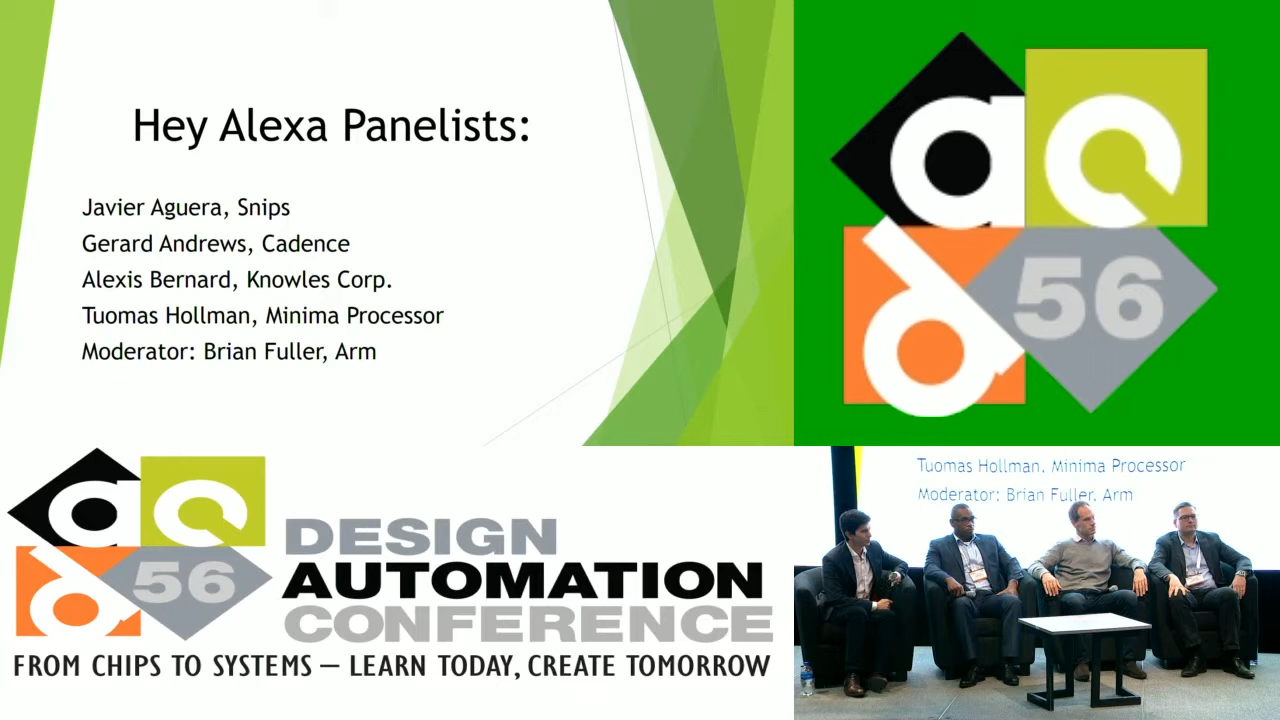 Hey Alexa Panelists:
Javier Aguera, Snips
Gerard Andrews, Cadence
Alexis Bernard, Knowles Corp.
Tuomas Hollman, Minima Processor
Moderator: Brian Fuller, Arm
dac
56
dac
56
DESIGN
AUTOMATION
CONFERENCE
FROM CHIPS TO SYSTEMS — LEARN TODAY, CREATE TOMORROW
Tuomas Hollman, Minima Processor
Moderator: Brian Fuller, Arm